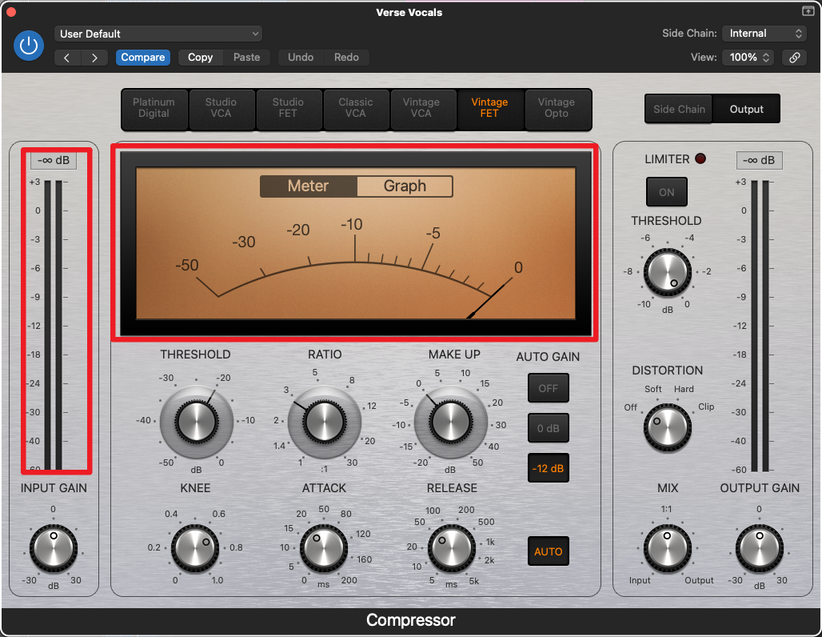 Verse Vocals
User Default
Side Chain: Internal
Compare Copy Paste Undo Redo
View: 100%
Platinum Digital
Studio VCA
Studio FET
Classic VCA
Vintage VCA
Vintage FET
Vintage Opto
Side Chain Output
-∞ dB
+3
0
-3
-6
-9
-12
-18
-24
-30
-40
-60
INPUT GAIN
0
-30 30
dB
Meter Graph
-50 -30 -20 -10 -5 0
THRESHOLD
-30 -20
-40 -10
-50 0
dB
RATIO
5
3 8
2 12
1.4 20
1 30
:1
MAKE UP
5
0 10
-5 15
-10 20
-15 30
-20 50
40
dB
AUTO GAIN
OFF
0 dB
-12 dB
KNEE
0.4 0.6
0.2 0.8
0 1.0
ATTACK
20 50 80
15 120
10 160
5 200
0
ms
RELEASE
100 200
50 500
20 1k
10 2k
5 5k
ms
AUTO
LIMITER
ON
THRESHOLD
-6 -4
-8 -2
-10 0
dB
DISTORTION
Soft Hard
Off Clip
MIX
1:1
Input Output
-∞ dB
+3
0
-3
-6
-9
-12
-18
-24
-30
-40
-60
OUTPUT GAIN
0
-30 30
dB
Compressor